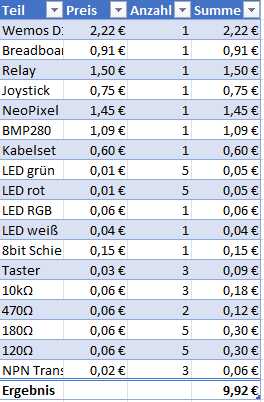 Teil Preis Anzahl Summe
Wemos D1 2,22 € 1 2,22 €
Breadboar 0,91 € 1 0,91 €
Relay 1,50 € 1 1,50 €
Joystick 0,75 € 1 0,75 €
NeoPixel 1,45 € 1 1,45 €
BMP280 1,09 € 1 1,09 €
Kabelset 0,60 € 1 0,60 €
LED grün 0,01 € 5 0,05 €
LED rot 0,01 € 5 0,05 €
LED RGB 0,06 € 1 0,06 €
LED weiß 0,04 € 1 0,04 €
8bit Schie 0,15 € 1 0,15 €
Taster 0,03 € 3 0,09 €
10kΩ 0,06 € 3 0,18 €
470Ω 0,06 € 2 0,12 €
180Ω 0,06 € 5 0,30 €
120Ω 0,06 € 5 0,30 €
NPN Trans 0,02 € 3 0,06 €
Ergebnis 9,92 €